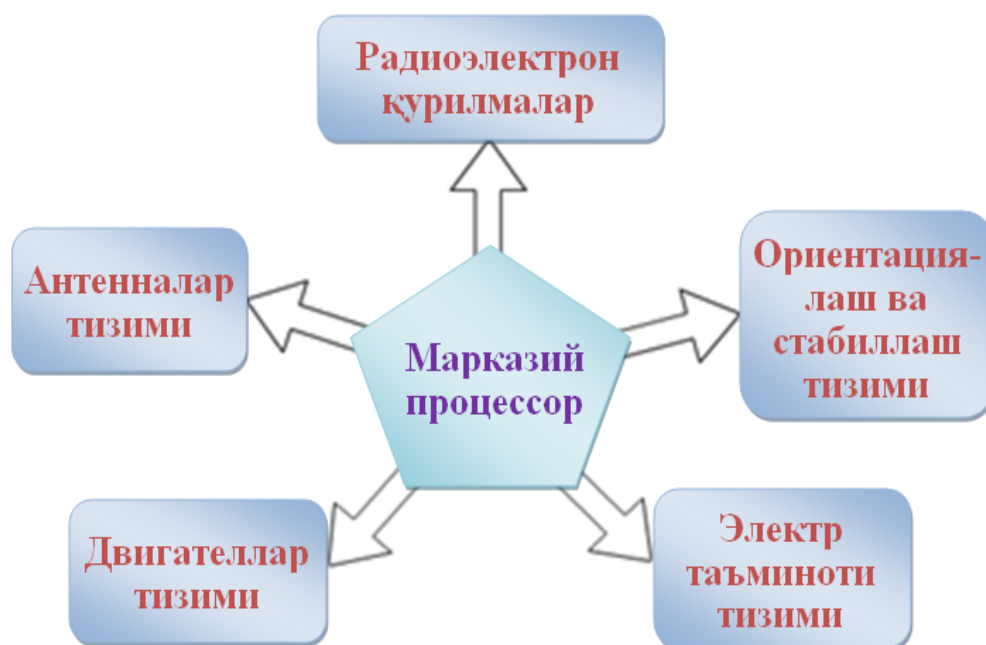 Радиоэлектрон
қурилмалар
Антенналар
тизими
Ориентация-
лаш ва
стабиллаш
тизими
Марказий
процессор
Двигателлар
тизими
Электр
таъминоти
тизими